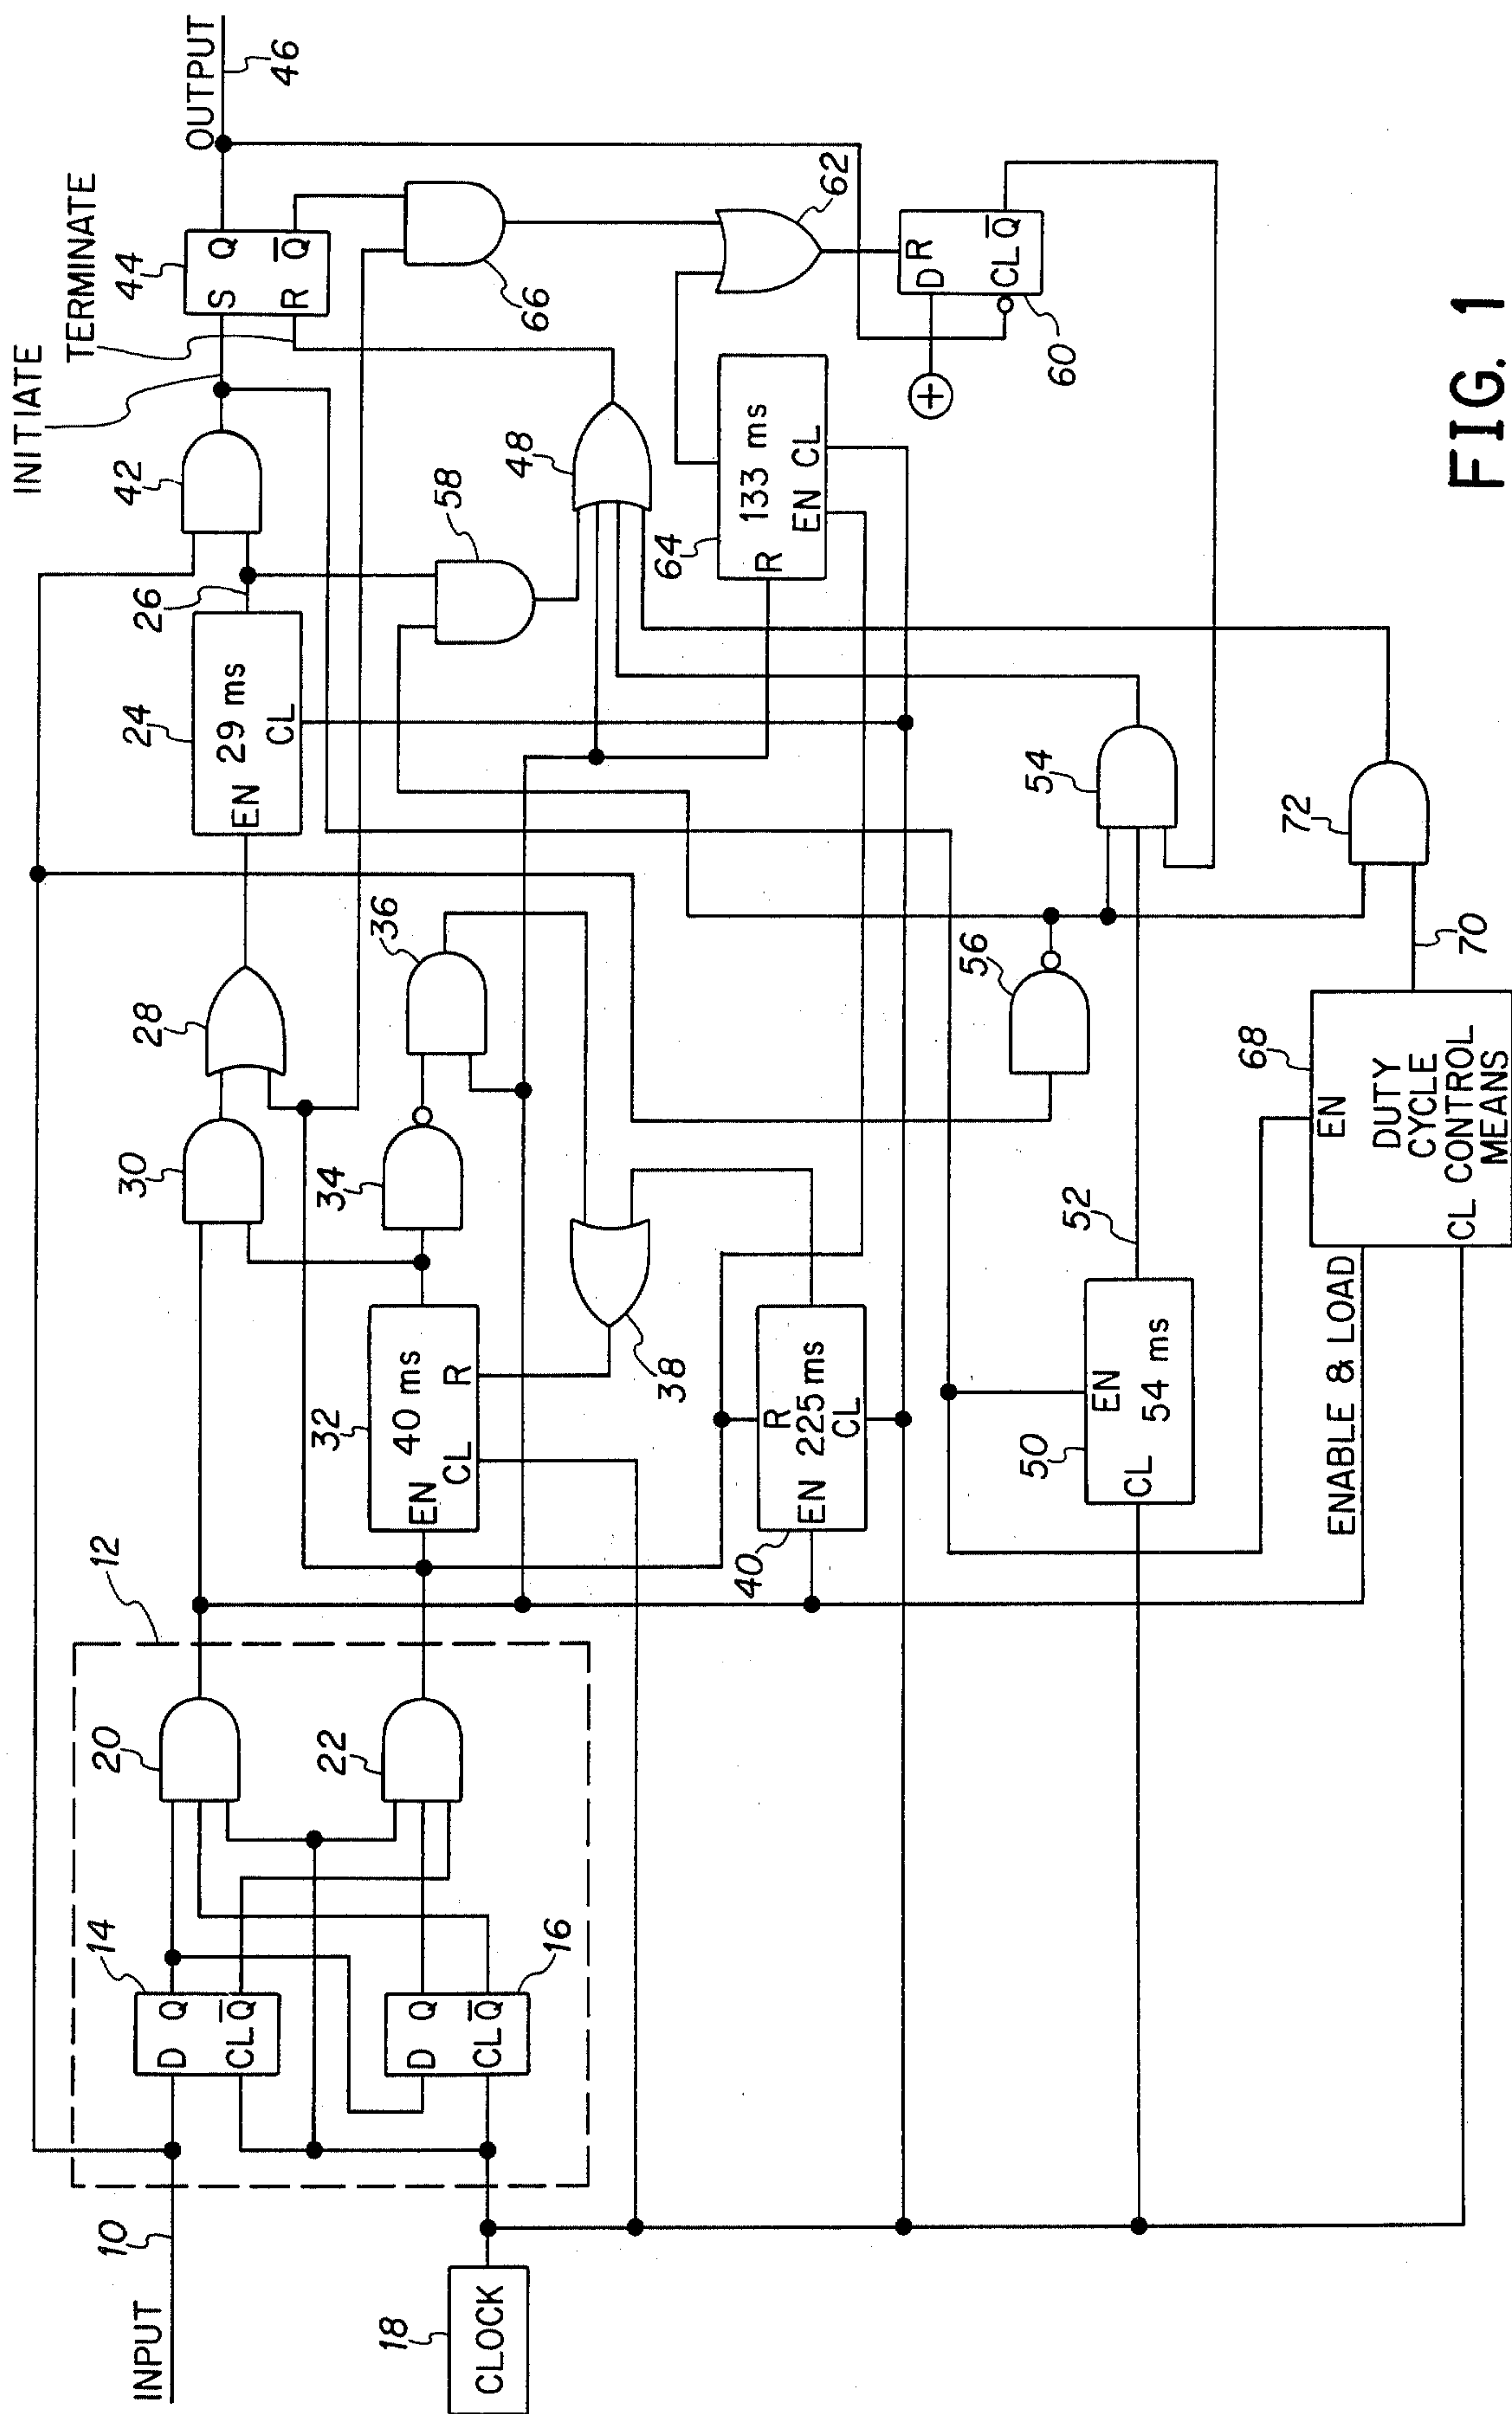 INPUT
10
12
14
D Q
CL Q̅
16
D Q
CL Q̅
18
CLOCK
20
22
24
29 ms
EN
CL
26
28
30
32
40 ms
EN
CL
R
34
36
38
40
R
EN 225 ms
CL
42
INITIATE
TERMINATE
44
S Q
R Q̅
OUTPUT
46
48
50
EN
CL 54 ms
52
54
56
58
60
D R
CL Q̅
+
62
64
133 ms
R EN CL
66
68
EN
DUTY
CYCLE
CL CONTROL
MEANS
ENABLE & LOAD
70
72
FIG. 1